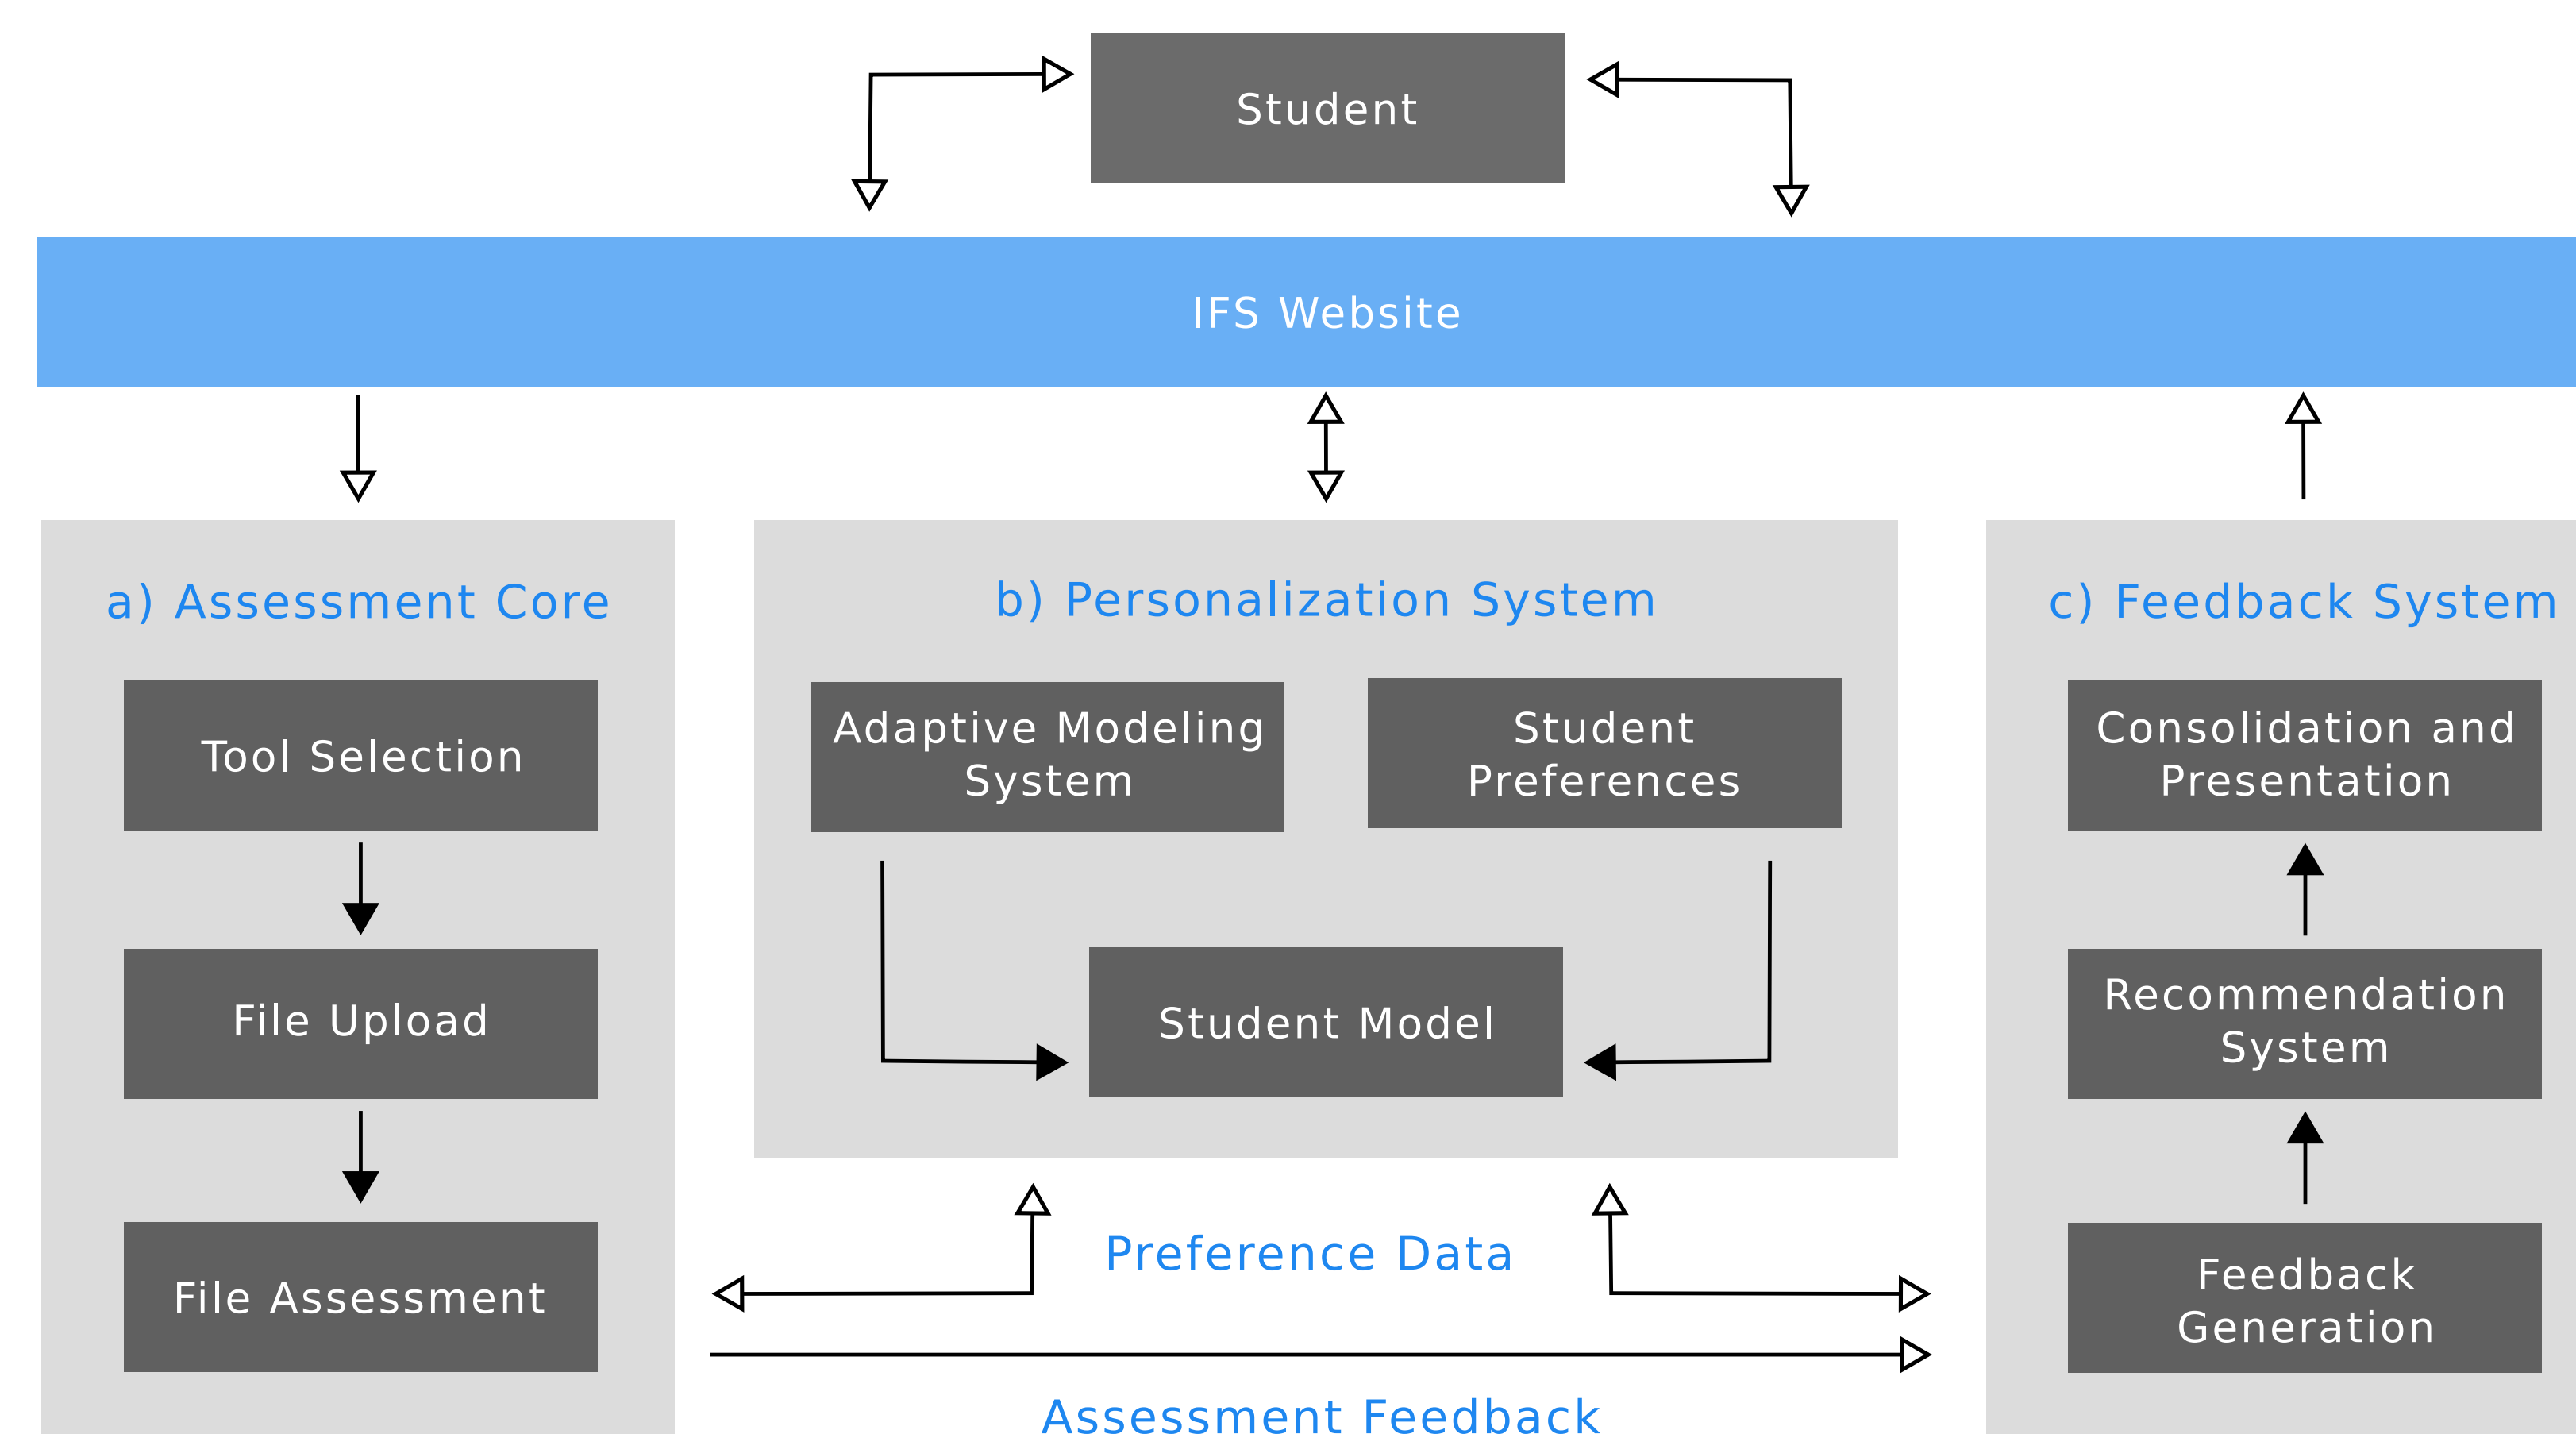 Student
IFS Website
a) Assessment Core
Tool Selection
File Upload
File Assessment
b) Personalization System
Adaptive Modeling
System
Student
Preferences
Student Model
Preference Data
Assessment Feedback
c) Feedback System
Consolidation and
Presentation
Recommendation
System
Feedback
Generation